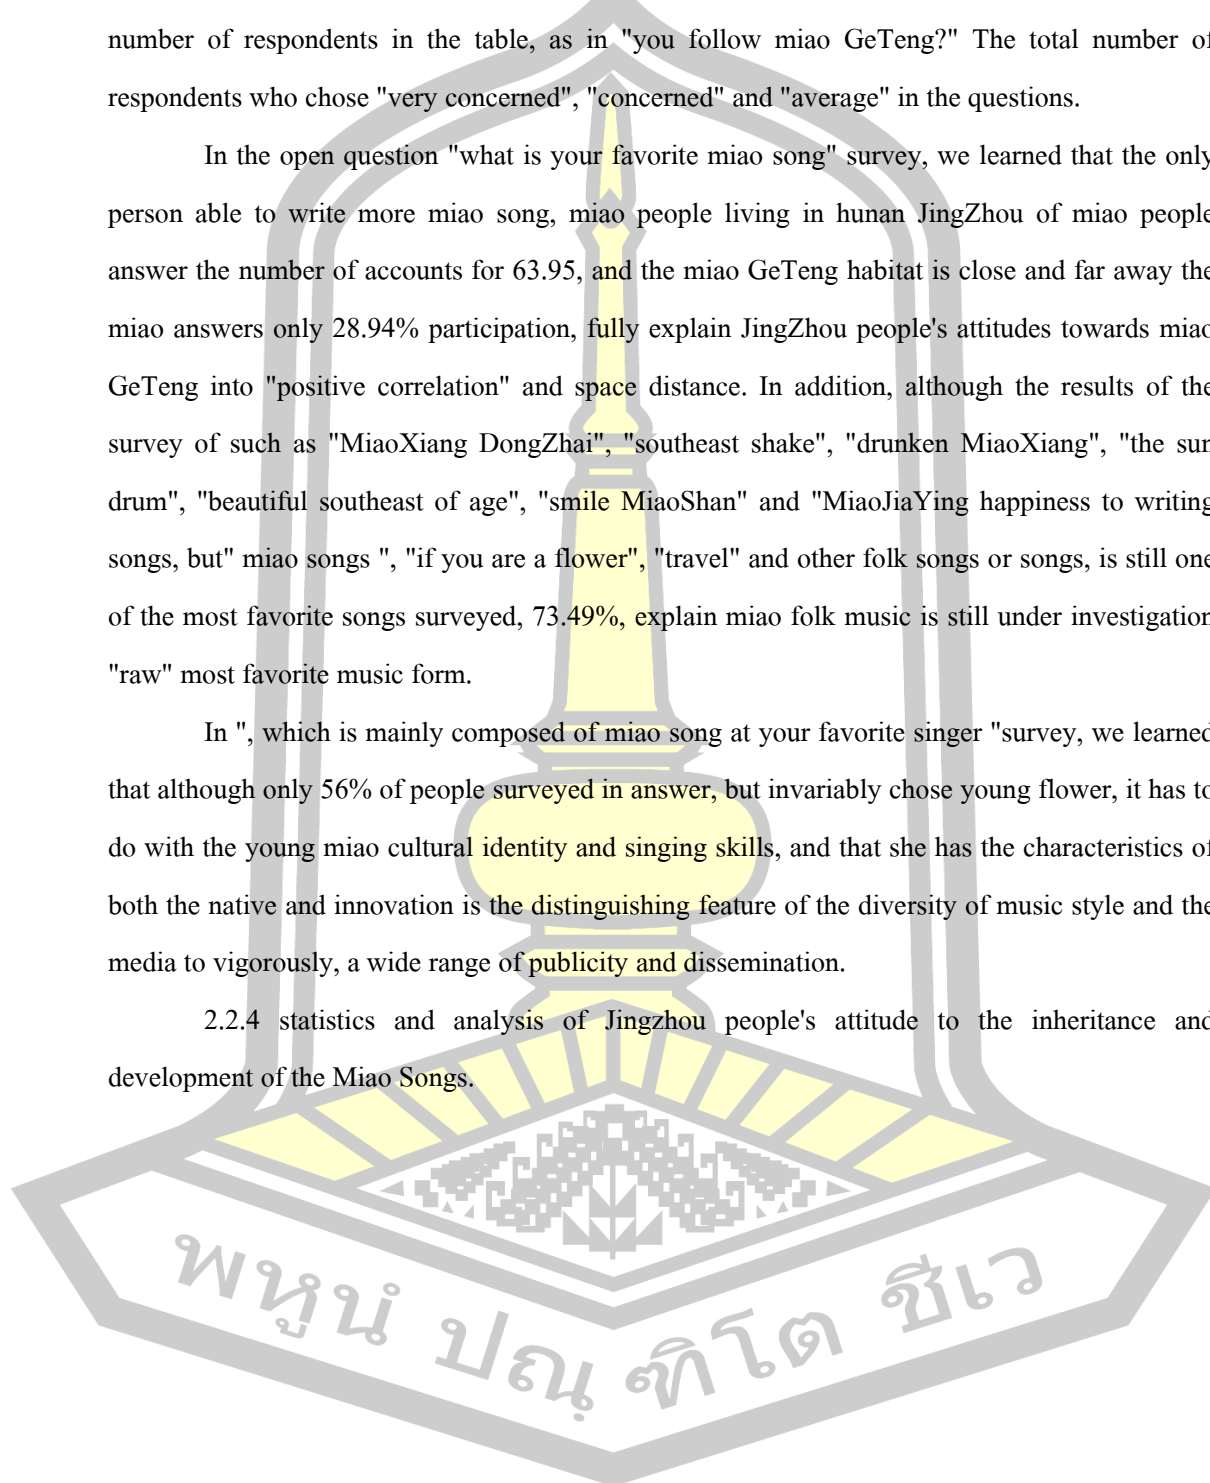 number of respondents in the table, as in "you follow miao GeTeng?" The total number of
respondents who chose "very concerned", "concerned" and "average" in the questions.
In the open question "what is your favorite miao song" survey, we learned that the only
person able to write more miao song, miao people living in hunan JingZhou of miao people
answer the number of accounts for 63.95, and the miao GeTeng habitat is close and far away the
miao answers only 28.94% participation, fully explain JingZhou people's attitudes towards miao
GeTeng into "positive correlation" and space distance. In addition, although the results of the
survey of such as "MiaoXiang DongZhai", "southeast shake", "drunken MiaoXiang", "the sun
drum", "beautiful southeast of age", "smile MiaoShan" and "MiaoJiaYing happiness to writing
songs, but" miao songs ", "if you are a flower", "travel" and other folk songs or songs, is still one
of the most favorite songs surveyed, 73.49%, explain miao folk music is still under investigation
"raw" most favorite music form.
In ", which is mainly composed of miao song at your favorite singer "survey, we learned
that although only 56% of people surveyed in answer, but invariably chose young flower, it has to
do with the young miao cultural identity and singing skills, and that she has the characteristics of
both the native and innovation is the distinguishing feature of the diversity of music style and the
media to vigorously, a wide range of publicity and dissemination.
2.2.4 statistics and analysis of Jingzhou people's attitude to the inheritance and
development of the Miao Songs.
พหูนํ ปณฺฑิโต ชีเว